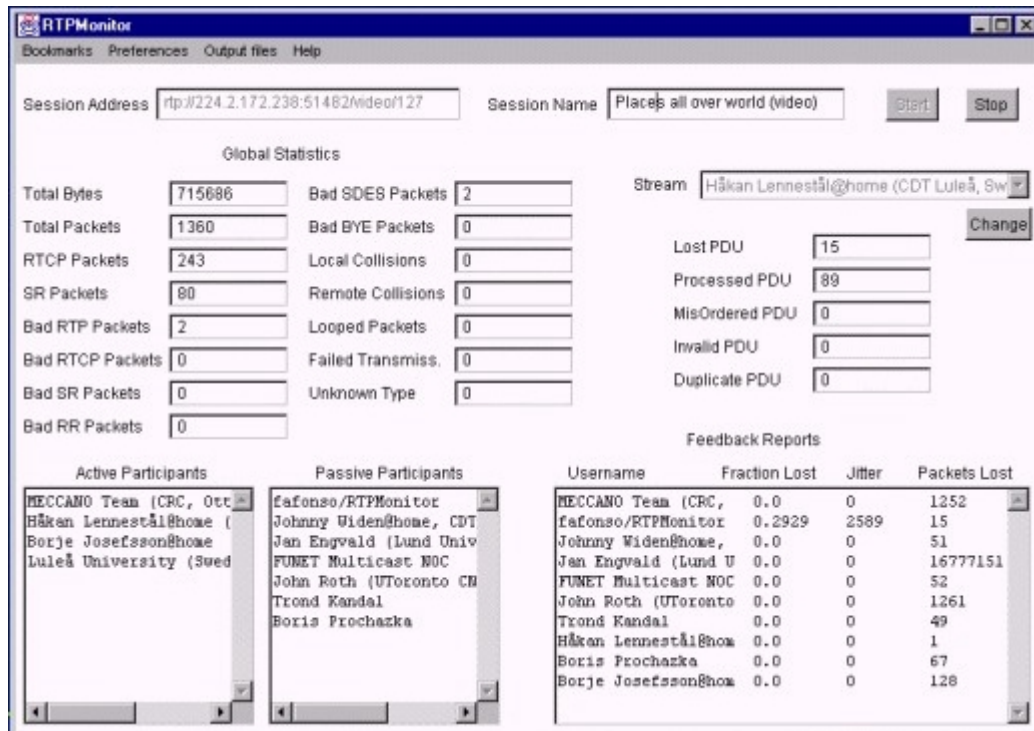 RTPMonitor
Bookmarks Preferences Output files Help
Session Address rtp://224.2.172.238:51482/video/127 Session Name Places all over world (video) Start Stop
Global Statistics
Stream Håkan Lennestål@home (CDT Luleå, Sw
Change
Total Bytes 715686
Total Packets 1360
RTCP Packets 243
SR Packets 80
Bad RTP Packets 2
Bad RTCP Packets 0
Bad SR Packets 0
Bad RR Packets 0
Bad SDES Packets 2
Bad BYE Packets 0
Local Collisions 0
Remote Collisions 0
Looped Packets 0
Failed Transmiss. 0
Unknown Type 0
Lost PDU 15
Processed PDU 89
MisOrdered PDU 0
Invalid PDU 0
Duplicate PDU 0
Active Participants
MECCANO Team (CRC, Ott
Håkan Lennestål@home (
Borje Josefsson@home
Luleå University (Swed
Passive Participants
fafonso/RTPMonitor
Johnny Widen@home, CDT
Jan Engvald (Lund Univ
FUNET Multicast NOC
John Roth (UToronto CN
Trond Kandal
Boris Prochazka
Feedback Reports
Username Fraction Lost Jitter Packets Lost
MECCANO Team (CRC, 0.0 0 1252
fafonso/RTPMonitor 0.2929 2589 15
Johnny Widen@home, 0.0 0 51
Jan Engvald (Lund U 0.0 0 16777151
FUNET Multicast NOC 0.0 0 52
John Roth (UToronto 0.0 0 1261
Trond Kandal 0.0 0 49
Håkan Lennestål@hom 0.0 0 1
Boris Prochazka 0.0 0 67
Borje Josefsson@hom 0.0 0 128